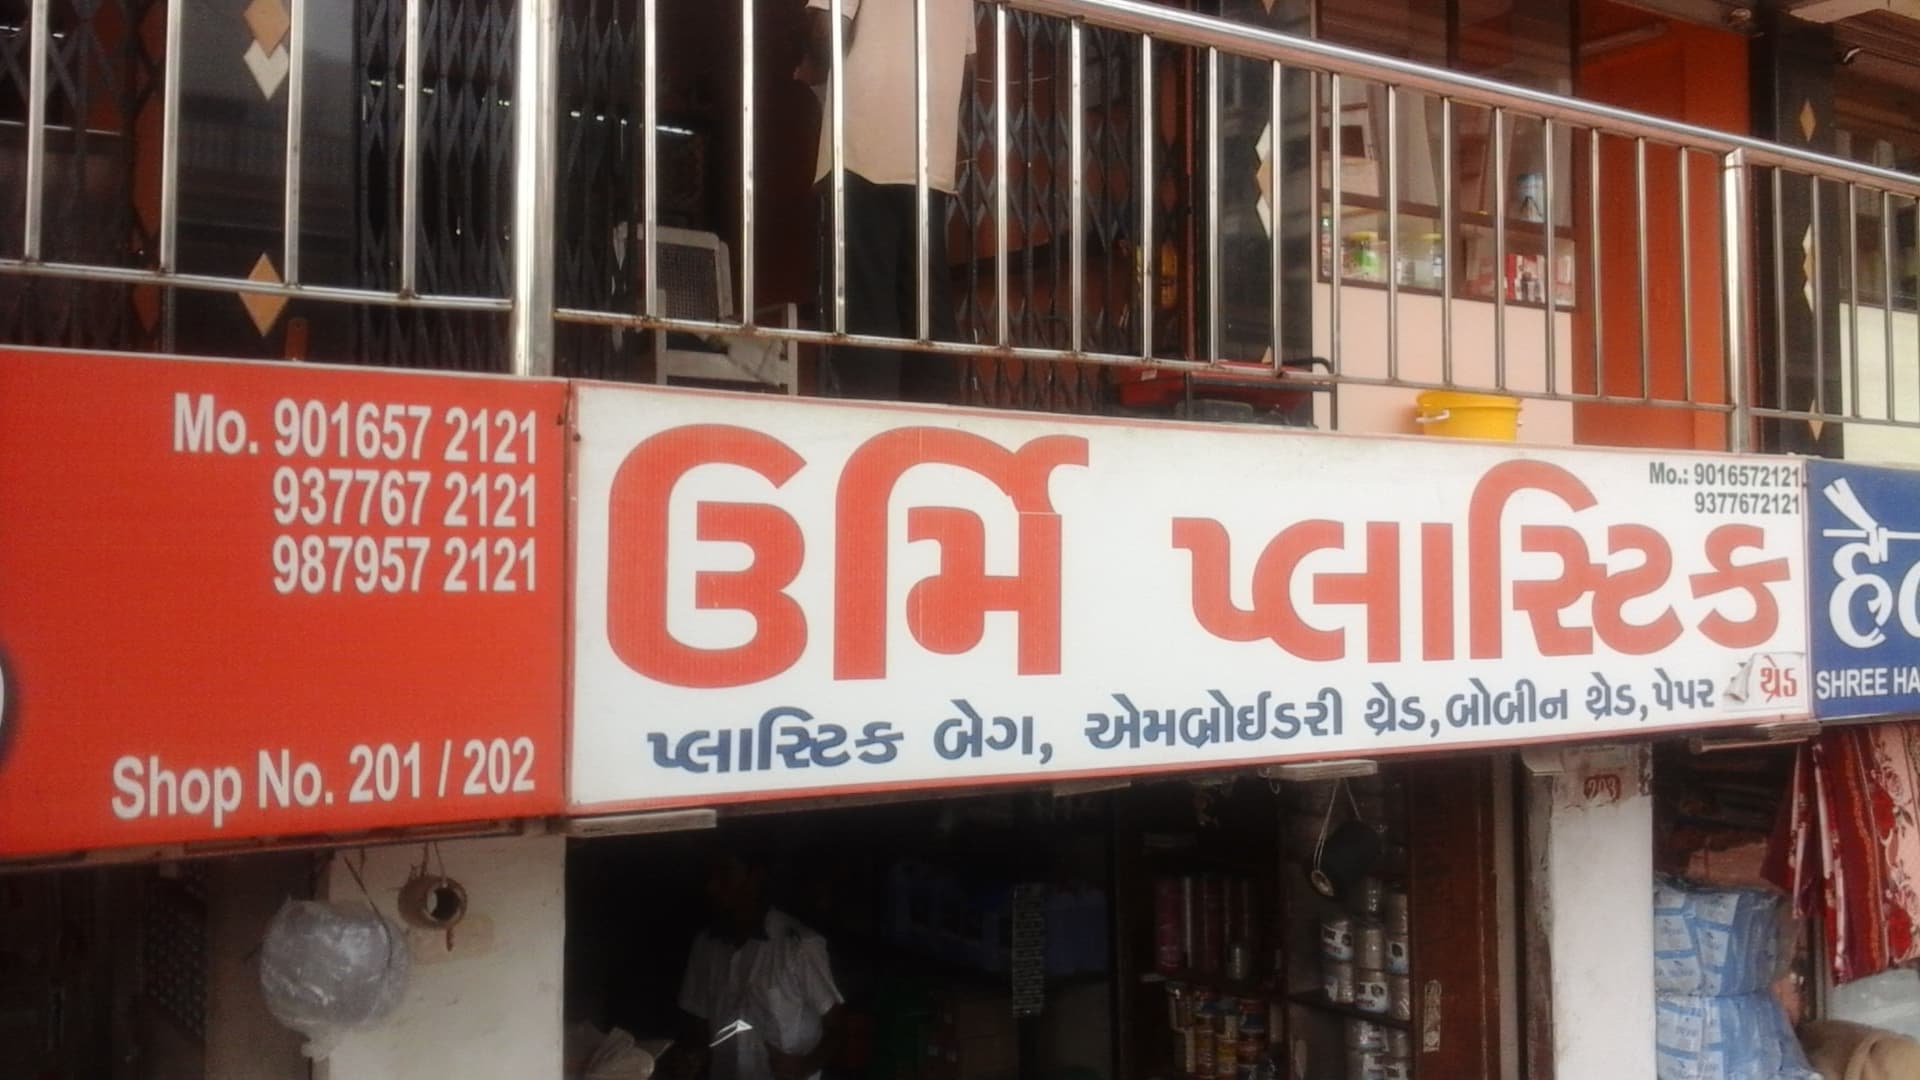 Mo. 901657 2121
937767 2121
987957 2121
Shop No. 201 / 202
ઉર્મિ પ્લાસ્ટિક
Mo.: 9016572121
9377672121
પ્લાસ્ટિક બેગ, એમબ્રોઈડરી થ્રેડ, બોબીન થ્રેડ, પેપર થ્રેડ
SHREE HA
૨૦૩